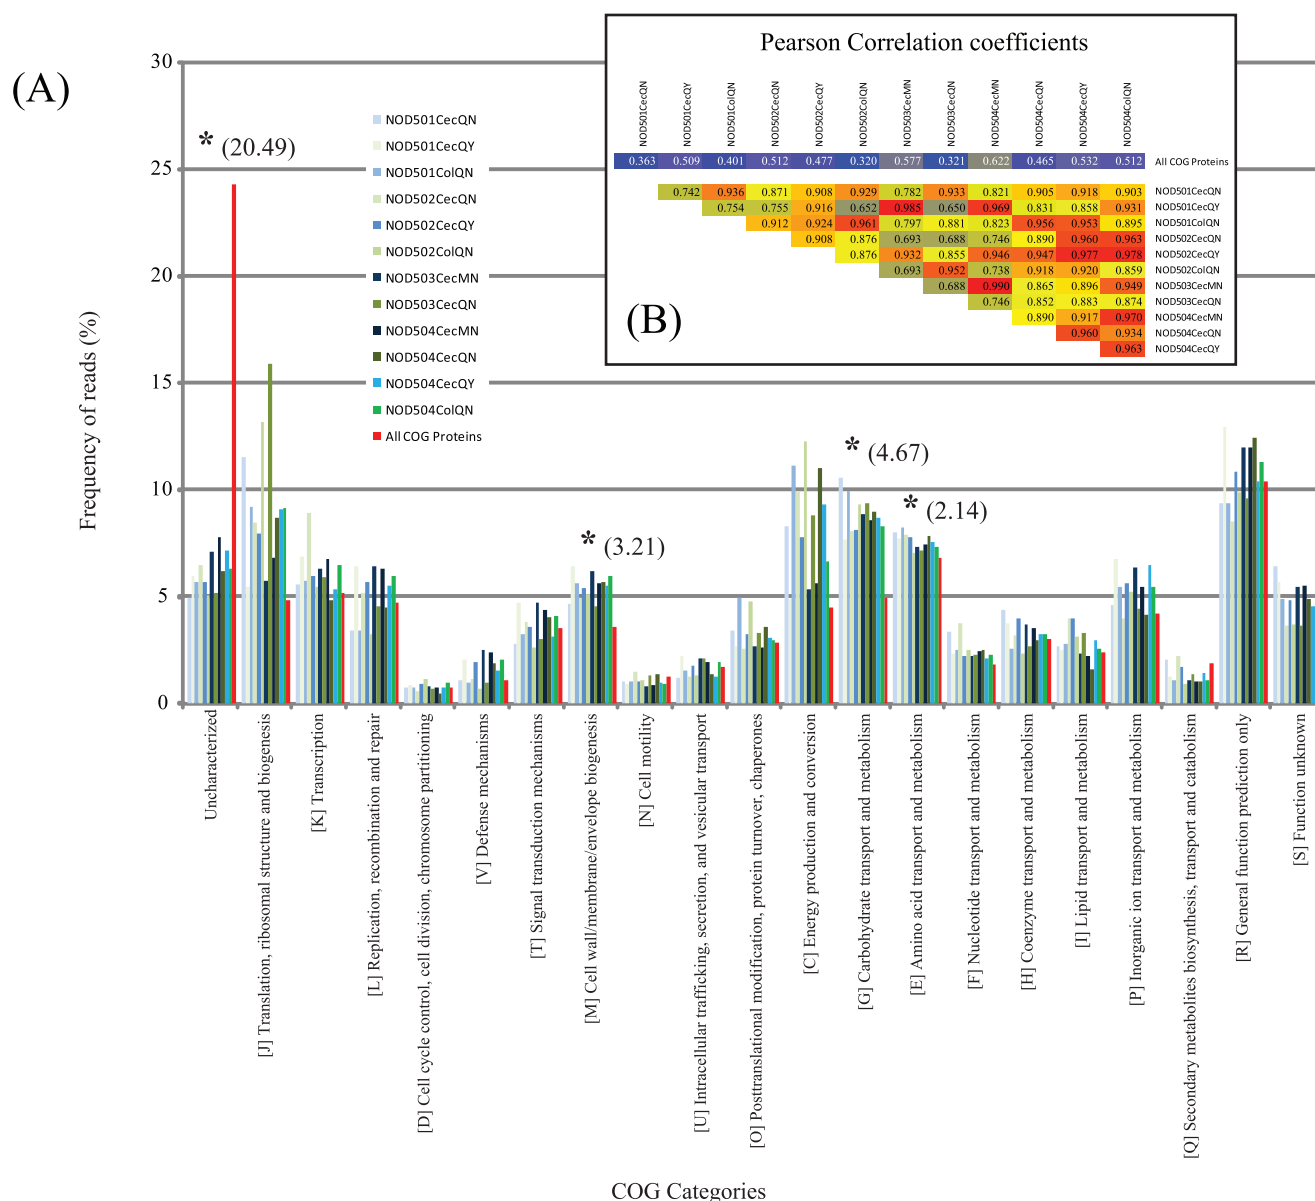 (A)
Frequency of reads (%)
30
25
20
15
10
5
0
* (20.49)
* (3.21)
* (4.67)
* (2.14)
NOD501CecQN
NOD501CecQY
NOD501ColQN
NOD502CecQN
NOD502CecQY
NOD502ColQN
NOD503CecMN
NOD503CecQN
NOD504CecMN
NOD504CecQN
NOD504CecQY
NOD504ColQN
All COG Proteins
(B)
Pearson Correlation coefficients
NOD501CecQN
NOD501CecQY
NOD501ColQN
NOD502CecQN
NOD502CecQY
NOD502ColQN
NOD503CecMN
NOD503CecQN
NOD504CecMN
NOD504CecQN
NOD504CecQY
NOD504ColQN
0.363 0.509 0.401 0.512 0.477 0.320 0.577 0.321 0.622 0.465 0.532 0.512 All COG Proteins
0.742 0.936 0.871 0.908 0.929 0.782 0.933 0.821 0.905 0.918 0.903 NOD501CecQN
0.754 0.755 0.916 0.652 0.985 0.650 0.969 0.831 0.858 0.931 NOD501CecQY
0.912 0.924 0.961 0.797 0.881 0.823 0.956 0.953 0.895 NOD501ColQN
0.908 0.876 0.693 0.688 0.746 0.890 0.960 0.963 NOD502CecQN
0.876 0.932 0.855 0.946 0.947 0.977 0.978 NOD502CecQY
0.693 0.952 0.738 0.918 0.920 0.859 NOD502ColQN
0.688 0.990 0.865 0.896 0.949 NOD503CecMN
0.746 0.852 0.883 0.874 NOD503CecQN
0.890 0.917 0.970 NOD504CecMN
0.960 0.934 NOD504CecQN
0.963 NOD504CecQY
Uncharacterized
[J] Translation, ribosomal structure and biogenesis
[K] Transcription
[L] Replication, recombination and repair
[D] Cell cycle control, cell division, chromosome partitioning
[V] Defense mechanisms
[T] Signal transduction mechanisms
[M] Cell wall/membrane/envelope biogenesis
[N] Cell motility
[U] Intracellular trafficking, secretion, and vesicular transport
[O] Posttranslational modification, protein turnover, chaperones
[C] Energy production and conversion
[G] Carbohydrate transport and metabolism
[E] Amino acid transport and metabolism
[F] Nucleotide transport and metabolism
[H] Coenzyme transport and metabolism
[I] Lipid transport and metabolism
[P] Inorganic ion transport and metabolism
[Q] Secondary metabolites biosynthesis, transport and catabolism
[R] General function prediction only
[S] Function unknown
COG Categories